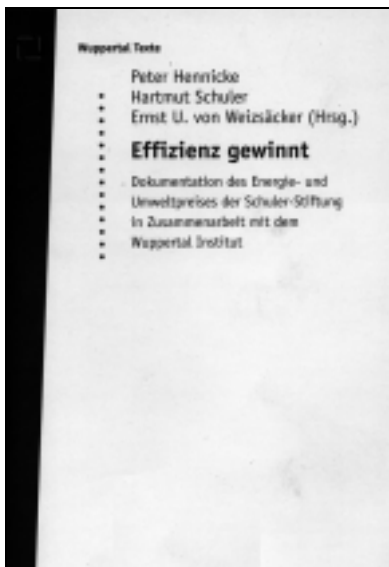 Wuppertal Texte
Peter Hennicke
Hartmut Schuler
Ernst U. von Weizsäcker (Hrsg.)
Effizienz gewinnt
Dokumentation des Energie- und
Umweltpreises der Schuler-Stiftung
in Zusammenarbeit mit dem
Wuppertal Institut